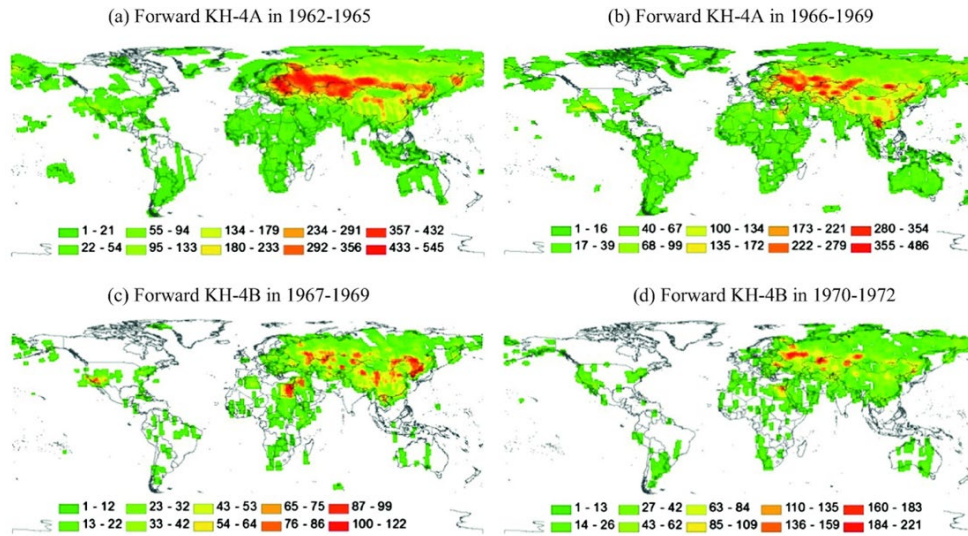 (a) Forward KH-4A in 1962-1965
1 - 21 55 - 94 134 - 179 234 - 291 357 - 432
22 - 54 95 - 133 180 - 233 292 - 356 433 - 545
(b) Forward KH-4A in 1966-1969
1 - 16 40 - 67 100 - 134 173 - 221 280 - 354
17 - 39 68 - 99 135 - 172 222 - 279 355 - 486
(c) Forward KH-4B in 1967-1969
1 - 12 23 - 32 43 - 53 65 - 75 87 - 99
13 - 22 33 - 42 54 - 64 76 - 86 100 - 122
(d) Forward KH-4B in 1970-1972
1 - 13 27 - 42 63 - 84 110 - 135 160 - 183
14 - 26 43 - 62 85 - 109 136 - 159 184 - 221